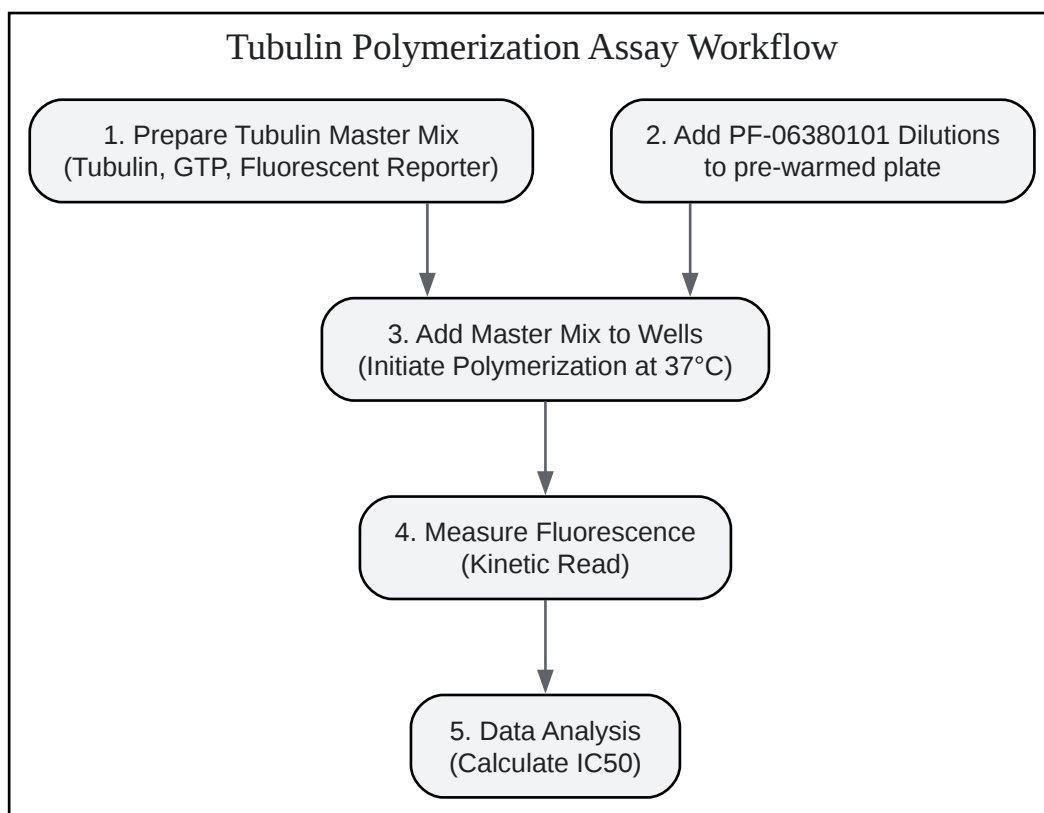 Tubulin Polymerization Assay Workflow
1. Prepare Tubulin Master Mix
(Tubulin, GTP, Fluorescent Reporter)
2. Add PF-06380101 Dilutions
to pre-warmed plate
3. Add Master Mix to Wells
(Initiate Polymerization at 37°C)
4. Measure Fluorescence
(Kinetic Read)
5. Data Analysis
(Calculate IC50)